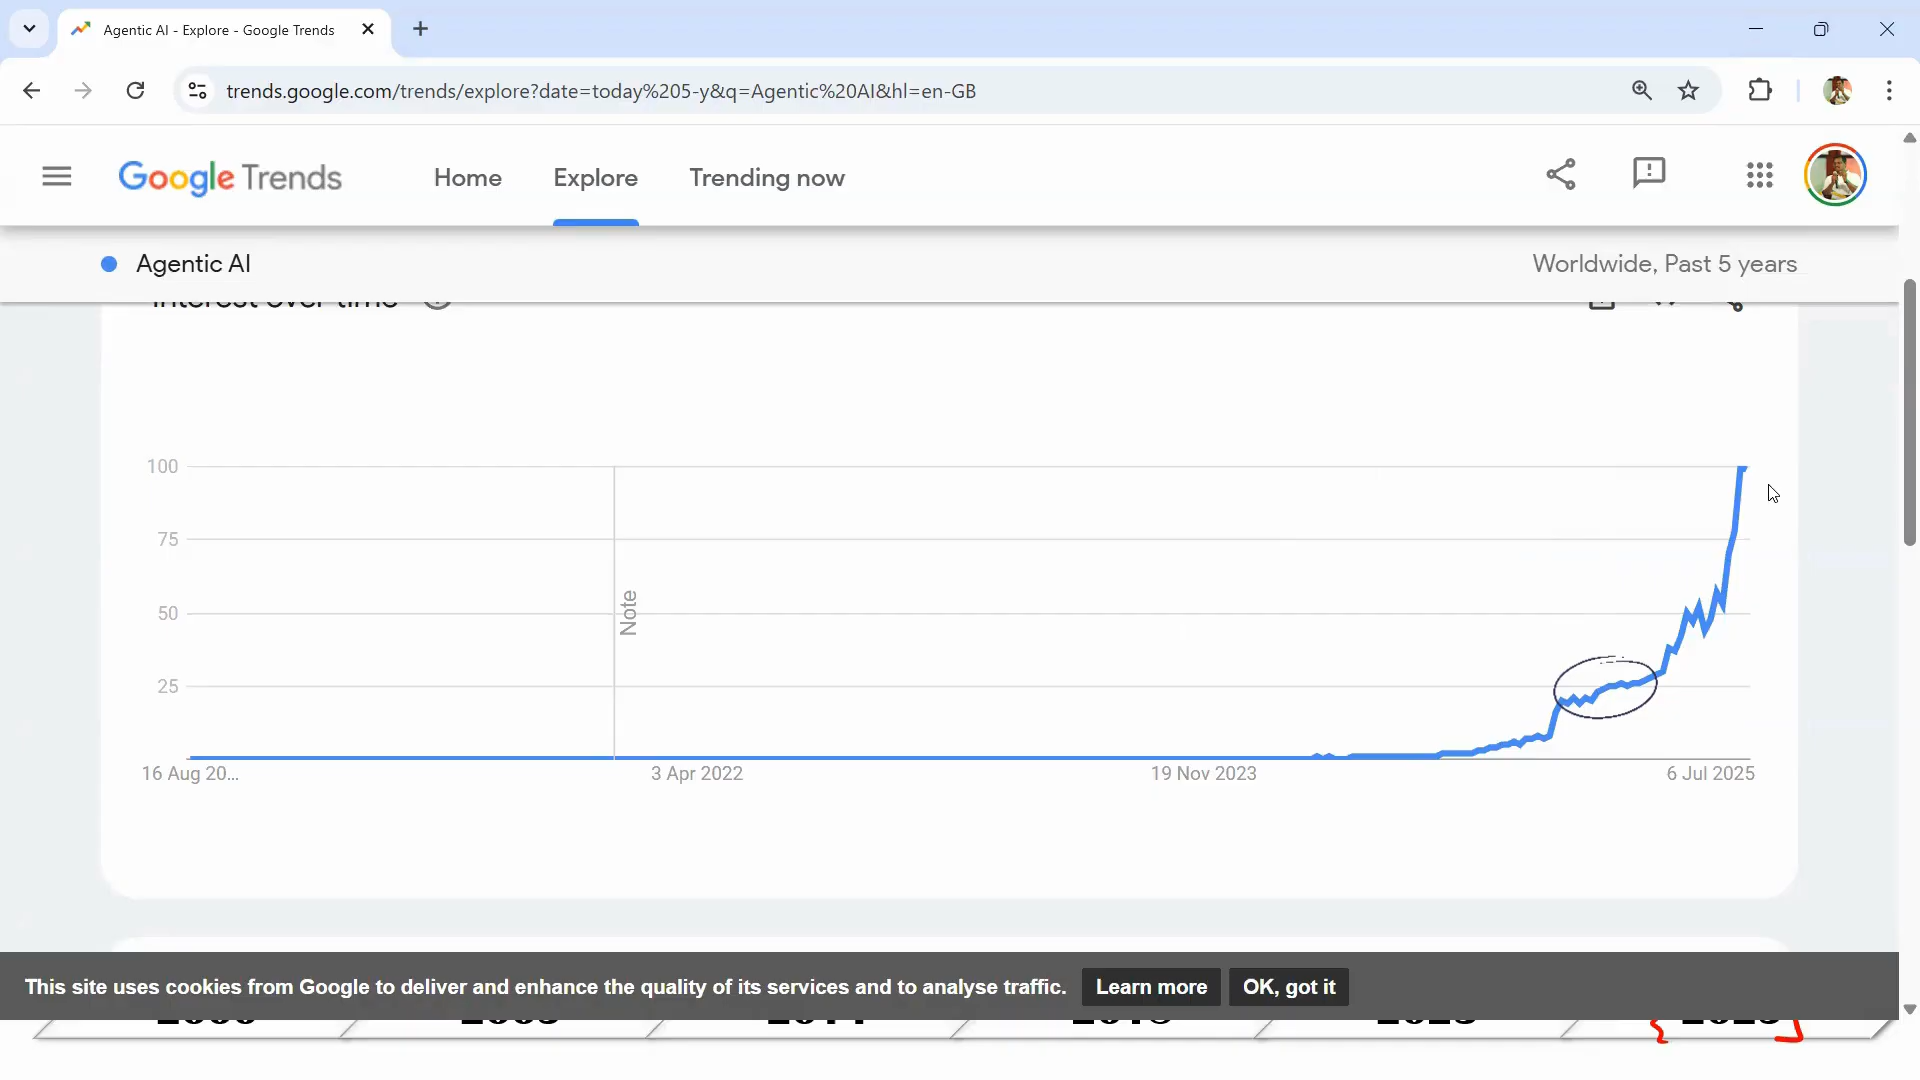 Agentic AI - Explore - Google Trends
trends.google.com/trends/explore?date=today%205-y&q=Agentic%20AI&hl=en-GB
Google Trends
Home
Explore
Trending now
Agentic AI
Worldwide, Past 5 years
Interest over time
100
75
50
25
Note
16 Aug 20...
3 Apr 2022
19 Nov 2023
6 Jul 2025
This site uses cookies from Google to deliver and enhance the quality of its services and to analyse traffic.
Learn more
OK, got it